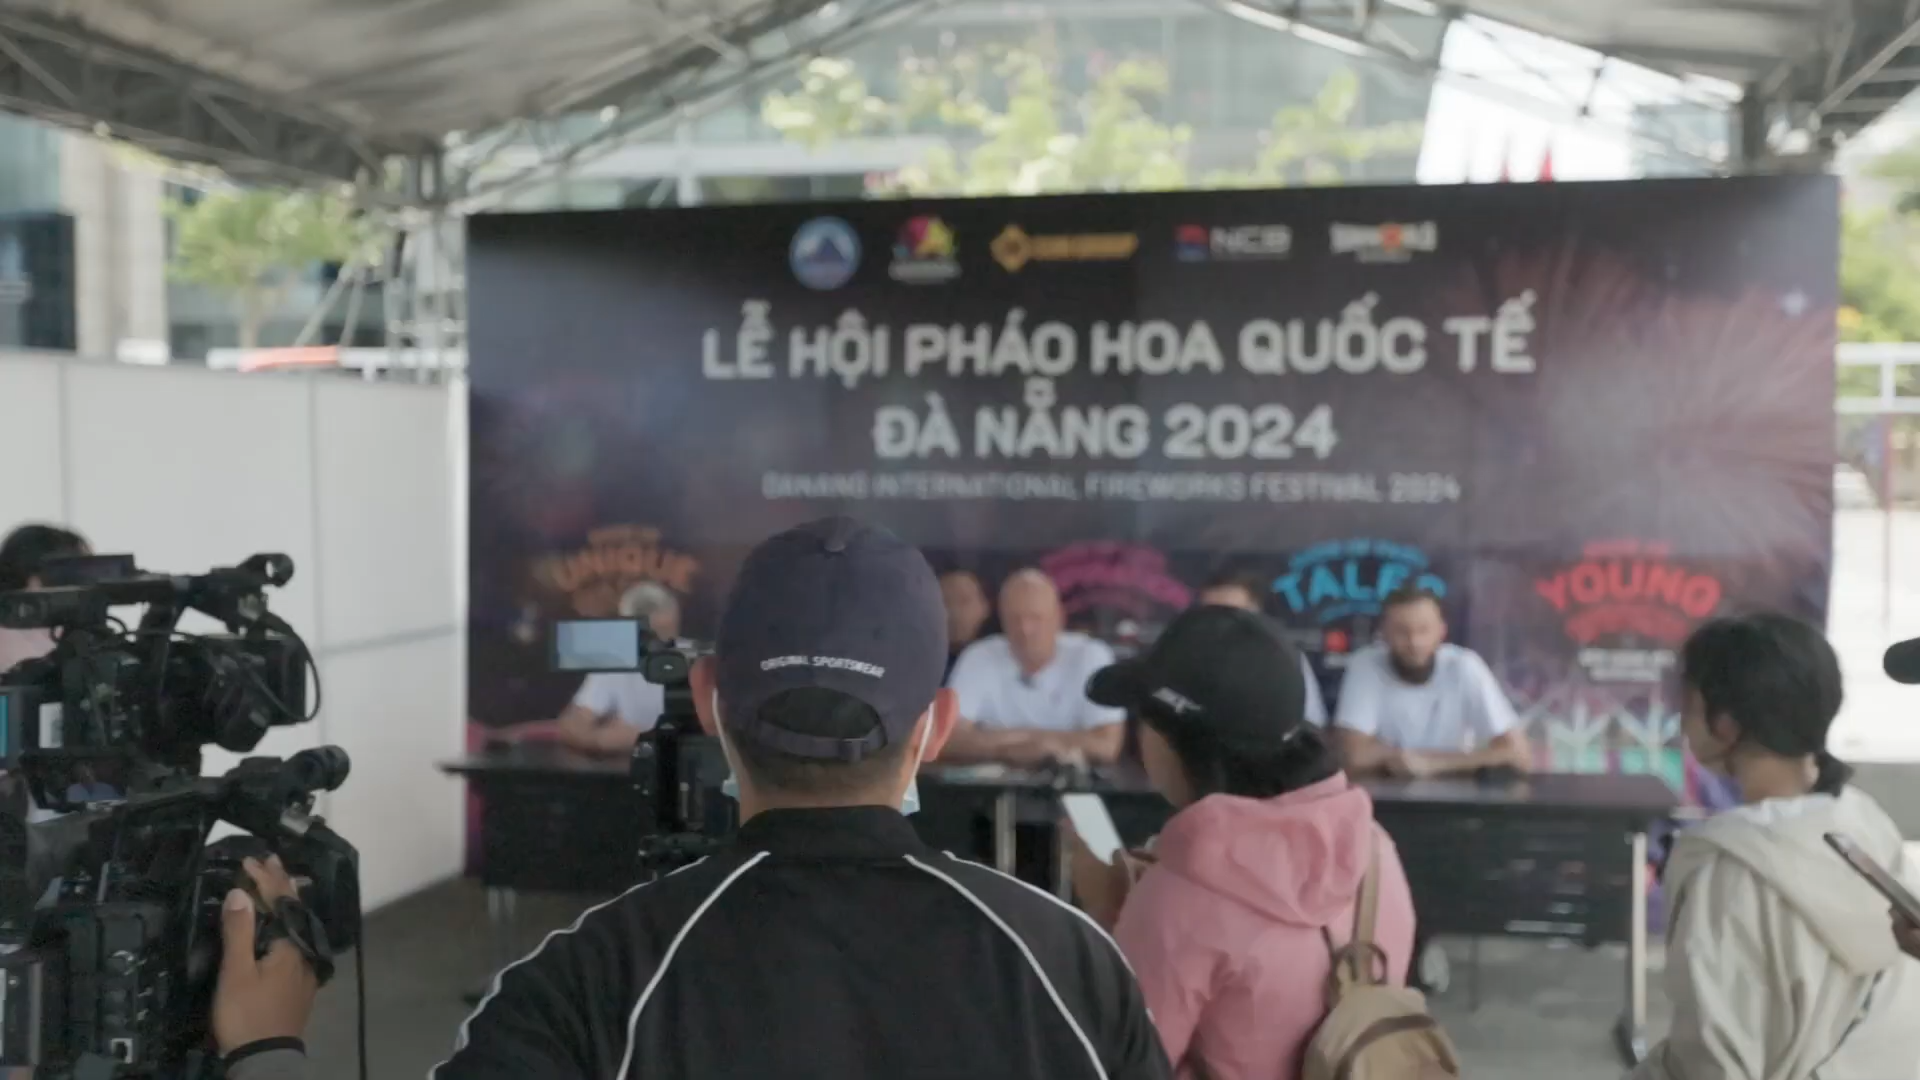 NCB
LỄ HỘI PHÁO HOA QUỐC TẾ
ĐÀ NẴNG 2024
DANANG INTERNATIONAL FIREWORKS FESTIVAL 2024
UNIQUE
TALES
YOUNG
ORIGINAL SPORTSWEAR